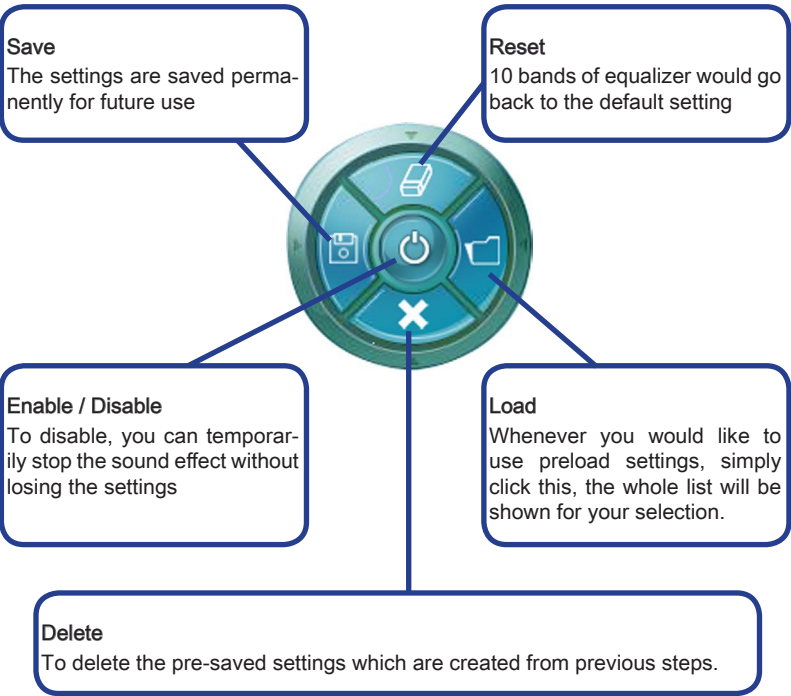 Save
The settings are saved perma-
nently for future use
Reset
10 bands of equalizer would go
back to the default setting
Enable / Disable
To disable, you can temporar-
ily stop the sound effect without
losing the settings
Load
Whenever you would like to
use preload settings, simply
click this, the whole list will be
shown for your selection.
Delete
To delete the pre-saved settings which are created from previous steps.